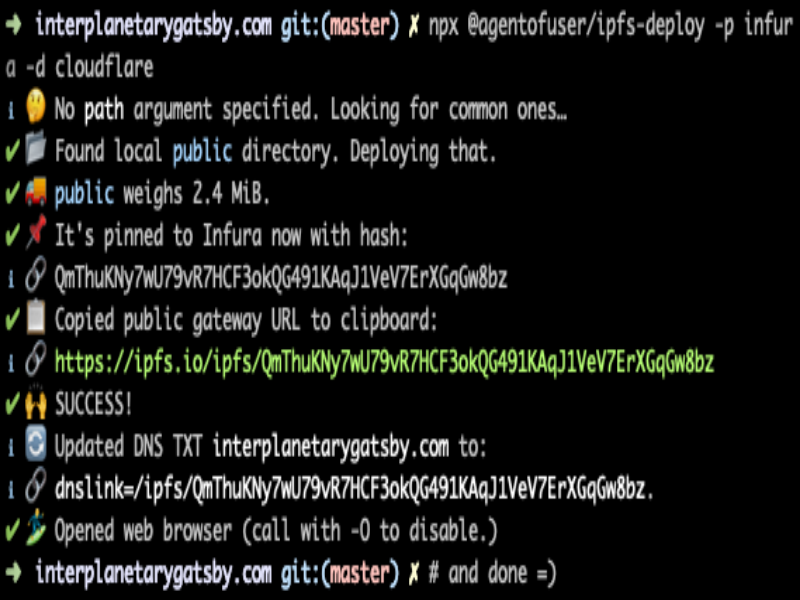 ➜ interplanetarygatsby.com git:(master) ✗ npx @agentofuser/ipfs-deploy -p infur
a -d cloudflare
ℹ 🤔 No path argument specified. Looking for common ones…
✔ 📂 Found local public directory. Deploying that.
✔ 🚚 public weighs 2.4 MiB.
✔ 📌 It's pinned to Infura now with hash:
ℹ 🔗 QmThuKNy7wU79vR7HCF3okQG491KAqJ1VeV7ErXGqGw8bz
✔ 📋 Copied public gateway URL to clipboard:
ℹ 🔗 https://ipfs.io/ipfs/QmThuKNy7wU79vR7HCF3okQG491KAqJ1VeV7ErXGqGw8bz
✔ 🙌 SUCCESS!
ℹ 🔄 Updated DNS TXT interplanetarygatsby.com to:
ℹ 🔗 dnslink=/ipfs/QmThuKNy7wU79vR7HCF3okQG491KAqJ1VeV7ErXGqGw8bz.
✔ 🏄 Opened web browser (call with -O to disable.)
➜ interplanetarygatsby.com git:(master) ✗ # and done =)